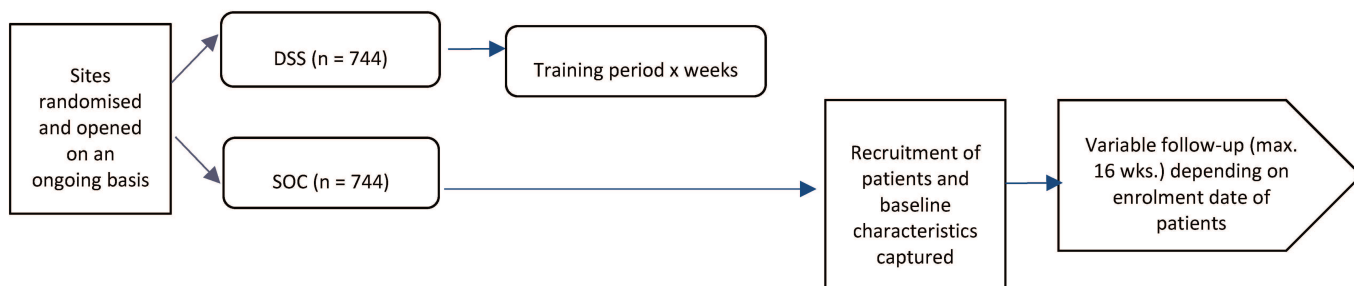 Sites
randomised
and opened
on an
ongoing basis
DSS (n = 744)
Training period x weeks
SOC (n = 744)
Recruitment of
patients and
baseline
characteristics
captured
Variable follow-up (max.
16 wks.) depending on
enrolment date of
patients